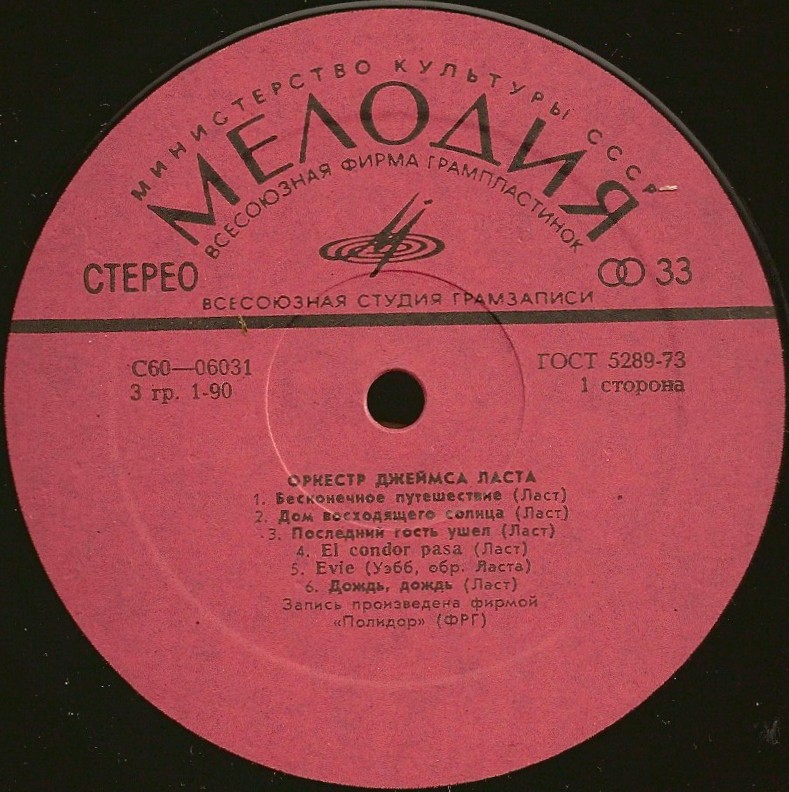 МИНИСТЕРСТВО КУЛЬТУРЫ СССР
МЕЛОДИЯ
ВСЕСОЮЗНАЯ ФИРМА ГРАМПЛАСТИНОК
СТЕРЕО
33
ВСЕСОЮЗНАЯ СТУДИЯ ГРАМЗАПИСИ
С60—06031
ГОСТ 5289-73
3 гр. 1-90
1 сторона
ОРКЕСТР ДЖЕЙМСА ЛАСТА
1. Бесконечное путешествие (Ласт)
2. Дом восходящего солнца (Ласт)
3. Последний гость ушел (Ласт)
4. El condor pasa (Ласт)
5. Evie (Уэбб, обр. Ласта)
6. Дождь, дождь (Ласт)
Запись произведена фирмой
«Полидор» (ФРГ)